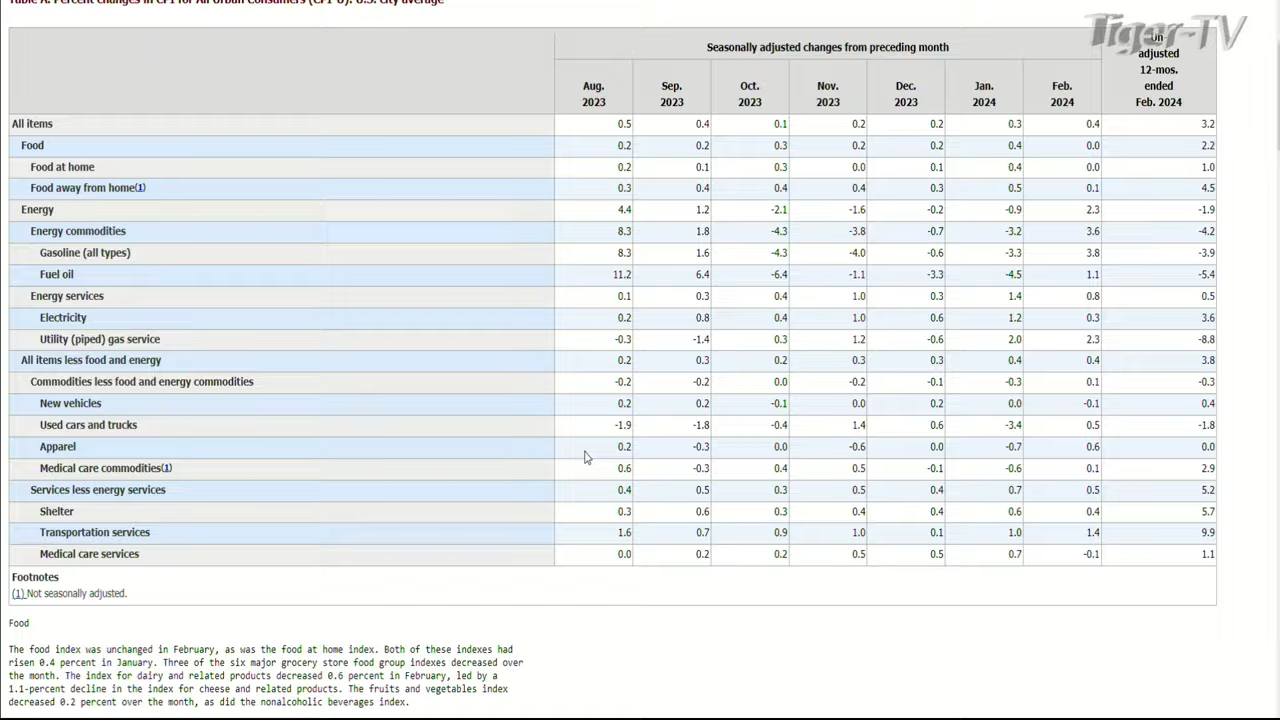 Table A. Percent changes in CPI for All Urban Consumers (CPI-U): U.S. city average
Tiger-TV
Seasonally adjusted changes from preceding month
Un-
adjusted
12-mos.
ended
Feb. 2024
Aug.
2023
Sep.
2023
Oct.
2023
Nov.
2023
Dec.
2023
Jan.
2024
Feb.
2024
All items 0.5 0.4 0.1 0.2 0.2 0.3 0.4 3.2
Food 0.2 0.2 0.3 0.2 0.2 0.4 0.0 2.2
Food at home 0.2 0.1 0.3 0.0 0.1 0.4 0.0 1.0
Food away from home(1) 0.3 0.4 0.4 0.4 0.3 0.5 0.1 4.5
Energy 4.4 1.2 -2.1 -1.6 -0.2 -0.9 2.3 -1.9
Energy commodities 8.3 1.8 -4.3 -3.8 -0.7 -3.2 3.6 -4.2
Gasoline (all types) 8.3 1.6 -4.3 -4.0 -0.6 -3.3 3.8 -3.9
Fuel oil 11.2 6.4 -6.4 -1.1 -3.3 -4.5 1.1 -5.4
Energy services 0.1 0.3 0.4 1.0 0.3 1.4 0.8 0.5
Electricity 0.2 0.8 0.4 1.0 0.6 1.2 0.3 3.6
Utility (piped) gas service -0.3 -1.4 0.3 1.2 -0.6 2.0 2.3 -8.8
All items less food and energy 0.2 0.3 0.2 0.3 0.3 0.4 0.4 3.8
Commodities less food and energy commodities -0.2 -0.2 0.0 -0.2 -0.1 -0.3 0.1 -0.3
New vehicles 0.2 0.2 -0.1 0.0 0.2 0.0 -0.1 0.4
Used cars and trucks -1.9 -1.8 -0.4 1.4 0.6 -3.4 0.5 -1.8
Apparel 0.2 -0.3 0.0 -0.6 0.0 -0.7 0.6 0.0
Medical care commodities(1) 0.6 -0.3 0.4 0.5 -0.1 -0.6 0.1 2.9
Services less energy services 0.4 0.5 0.3 0.5 0.4 0.7 0.5 5.2
Shelter 0.3 0.6 0.3 0.4 0.4 0.6 0.4 5.7
Transportation services 1.6 0.7 0.9 1.0 0.1 1.0 1.4 9.9
Medical care services 0.0 0.2 0.2 0.5 0.5 0.7 -0.1 1.1
Footnotes
(1) Not seasonally adjusted.
Food
The food index was unchanged in February, as was the food at home index. Both of these indexes had
risen 0.4 percent in January. Three of the six major grocery store food group indexes decreased over
the month. The index for dairy and related products decreased 0.6 percent in February, led by a
1.1-percent decline in the index for cheese and related products. The fruits and vegetables index
decreased 0.2 percent over the month, as did the nonalcoholic beverages index.